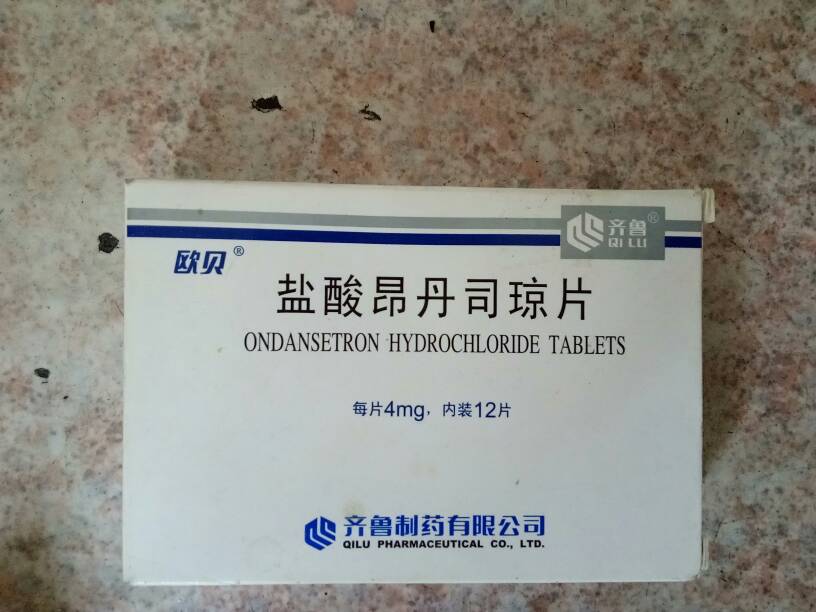 齐鲁®
QI LU
欧贝®
盐酸昂丹司琼片
ONDANSETRON HYDROCHLORIDE TABLETS
每片4mg，内装12片
齐鲁制药有限公司
QILU PHARMACEUTICAL CO., LTD.